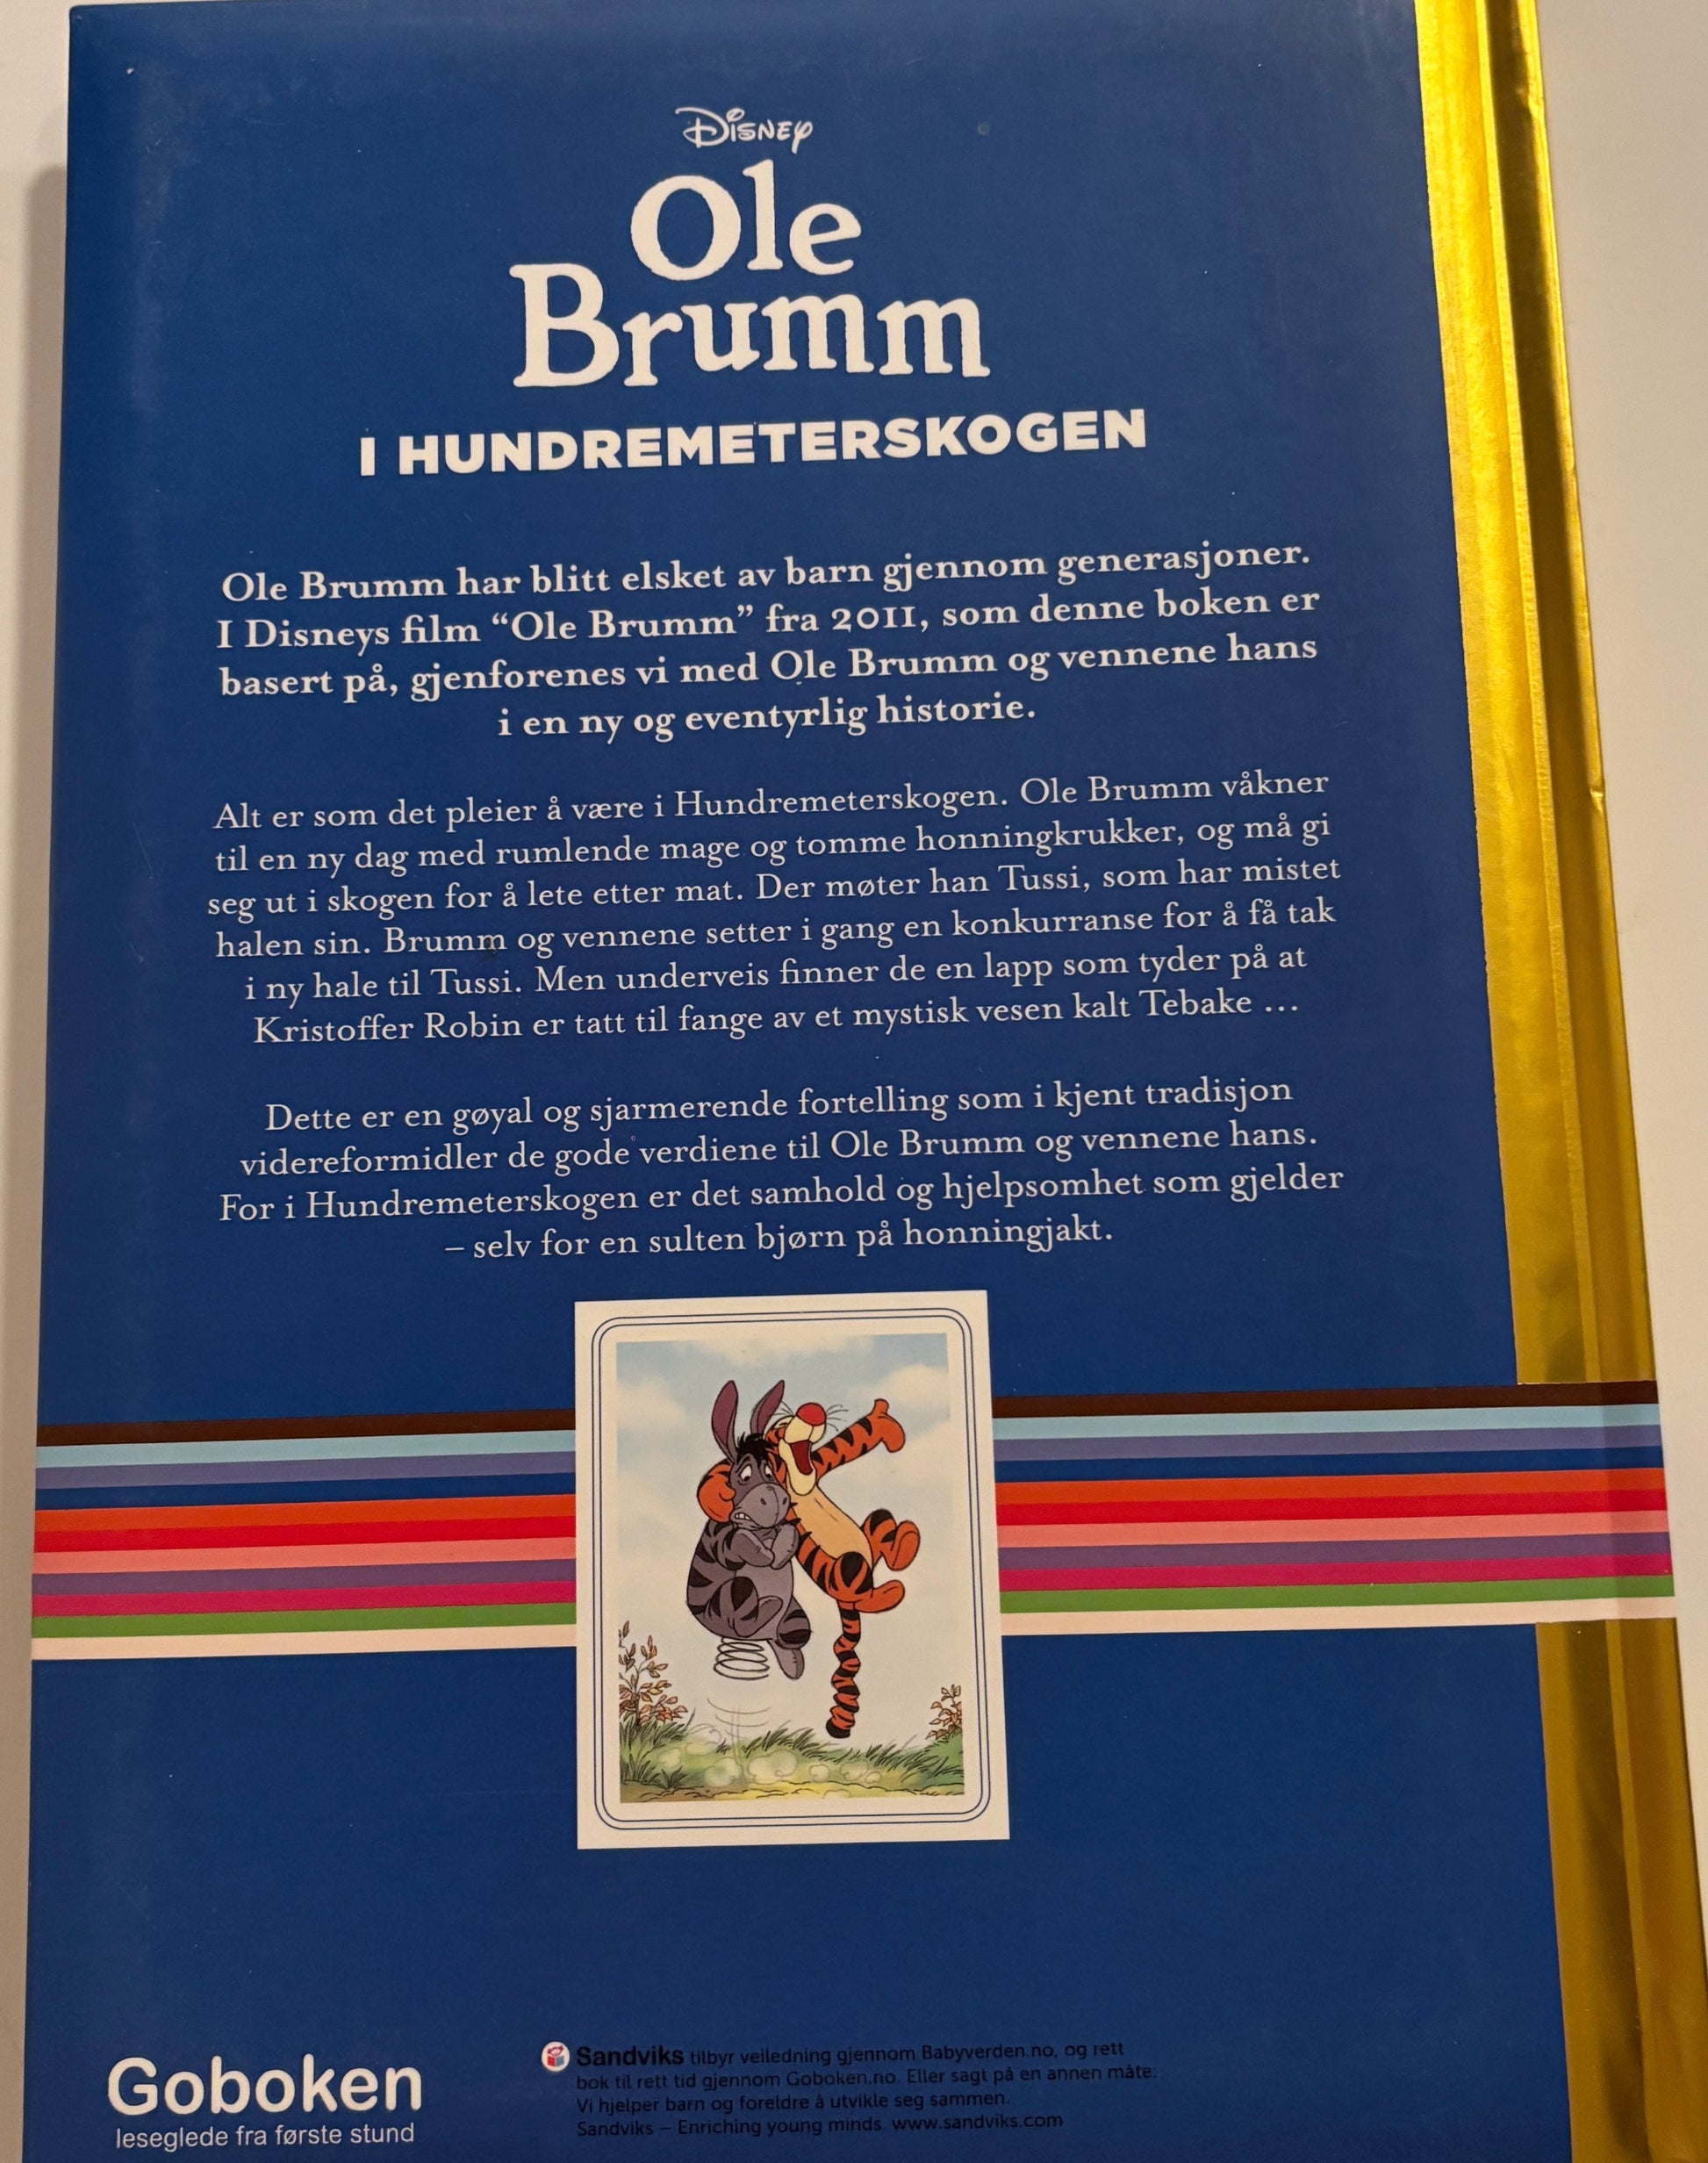 Disney
Ole
Brumm
I HUNDREMETERSKOGEN
Ole Brumm har blitt elsket av barn gjennom generasjoner.
I Disneys film “Ole Brumm” fra 2011, som denne boken er
basert på, gjenforenes vi med Ole Brumm og vennene hans
i en ny og eventyrlig historie.
Alt er som det pleier å være i Hundremeterskogen. Ole Brumm våkner
til en ny dag med rumlende mage og tomme honningkrukker, og må gi
seg ut i skogen for å lete etter mat. Der møter han Tussi, som har mistet
halen sin. Brumm og vennene setter i gang en konkurranse for å få tak
i ny hale til Tussi. Men underveis finner de en lapp som tyder på at
Kristoffer Robin er tatt til fange av et mystisk vesen kalt Tebake ...
Dette er en gøyal og sjarmerende fortelling som i kjent tradisjon
videreformidler de gode verdiene til Ole Brumm og vennene hans.
For i Hundremeterskogen er det samhold og hjelpsomhet som gjelder
– selv for en sulten bjørn på honningjakt.
Goboken
leseglede fra første stund
Sandviks tilbyr veiledning gjennom Babyverden.no, og rett
bok til rett tid gjennom Goboken.no. Eller sagt på en annen måte:
Vi hjelper barn og foreldre å utvikle seg sammen.
Sandviks – Enriching young minds. www.sandviks.com